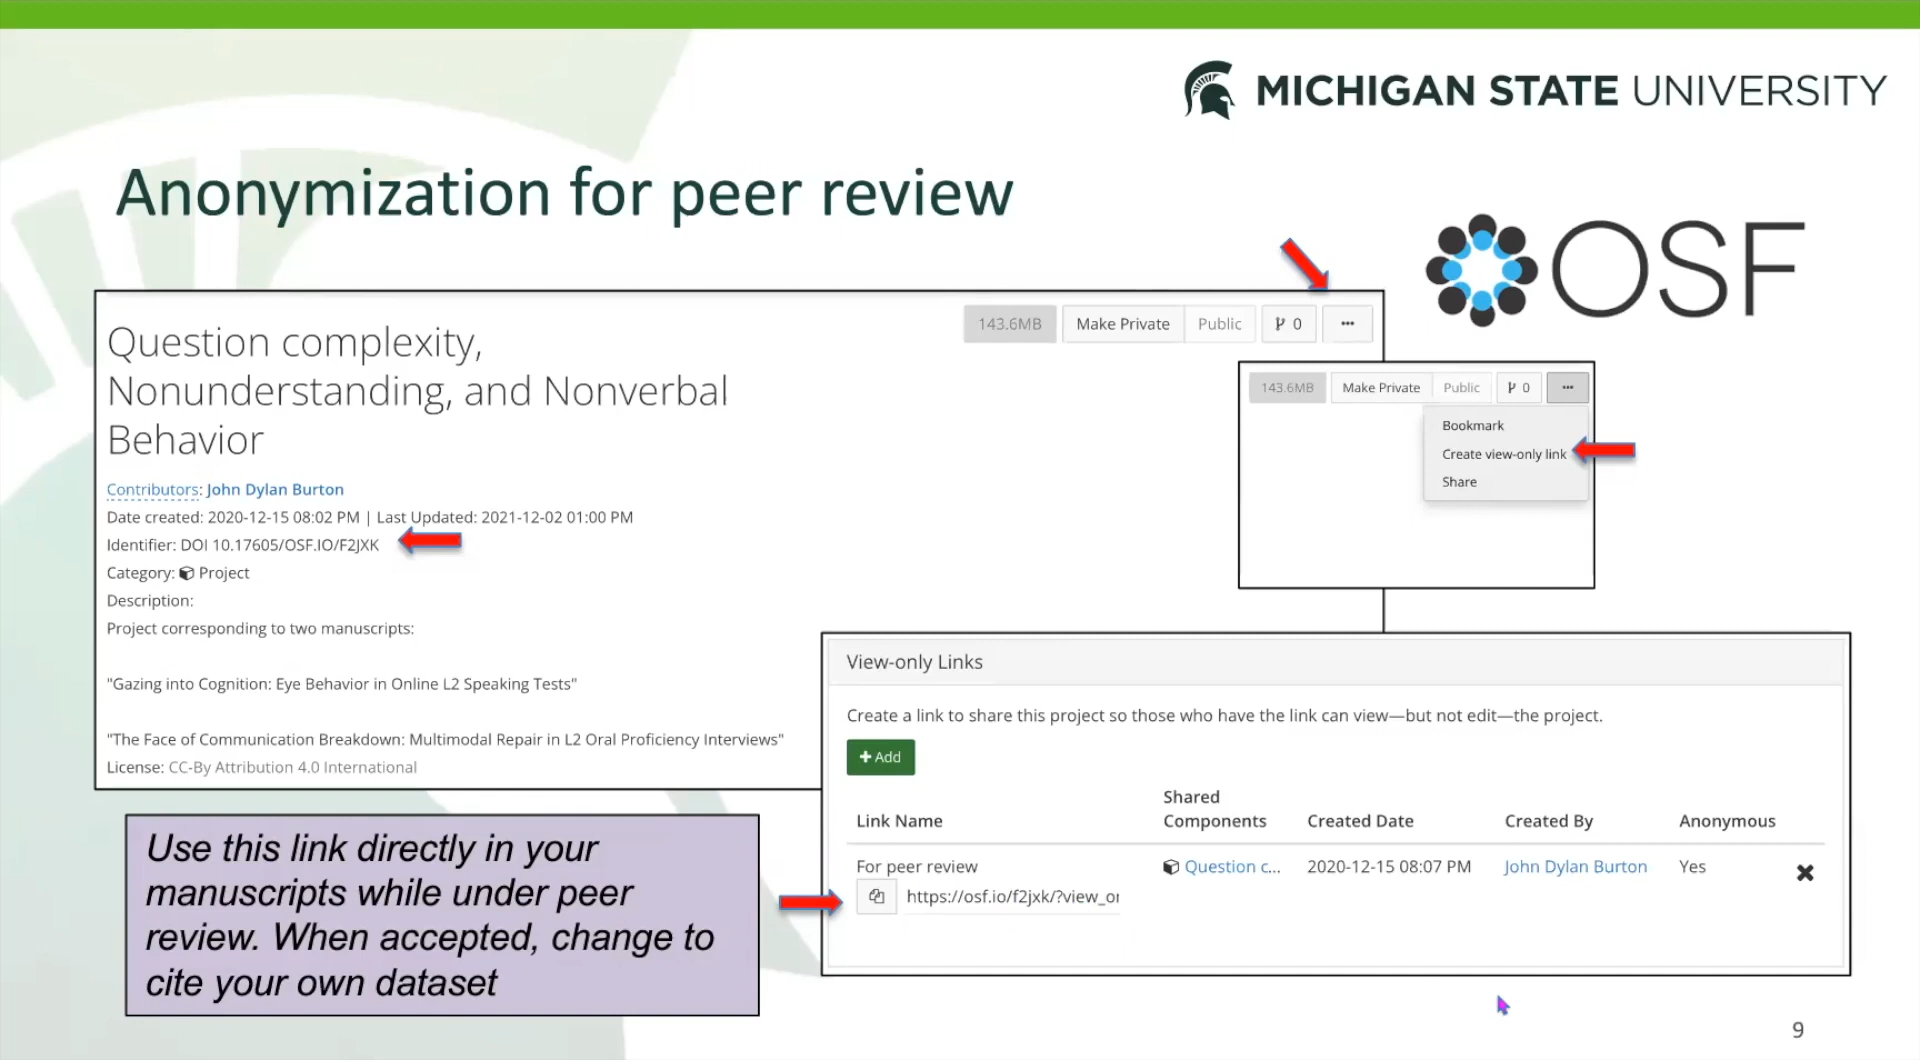 MICHIGAN STATE UNIVERSITY
Anonymization for peer review
OSF
143.6MB Make Private Public 0 ...
Question complexity,
Nonunderstanding, and Nonverbal
Behavior
Contributors: John Dylan Burton
Date created: 2020-12-15 08:02 PM | Last Updated: 2021-12-02 01:00 PM
Identifier: DOI 10.17605/OSF.IO/F2JXK
Category: Project
Description:
Project corresponding to two manuscripts:
"Gazing into Cognition: Eye Behavior in Online L2 Speaking Tests"
"The Face of Communication Breakdown: Multimodal Repair in L2 Oral Proficiency Interviews"
License: CC-By Attribution 4.0 International
143.6MB Make Private Public 0 ...
Bookmark
Create view-only link
Share
View-only Links
Create a link to share this project so those who have the link can view—but not edit—the project.
+ Add
Link Name Shared Components Created Date Created By Anonymous
For peer review Question c... 2020-12-15 08:07 PM John Dylan Burton Yes
https://osf.io/f2jxk/?view_or
Use this link directly in your
manuscripts while under peer
review. When accepted, change to
cite your own dataset
9